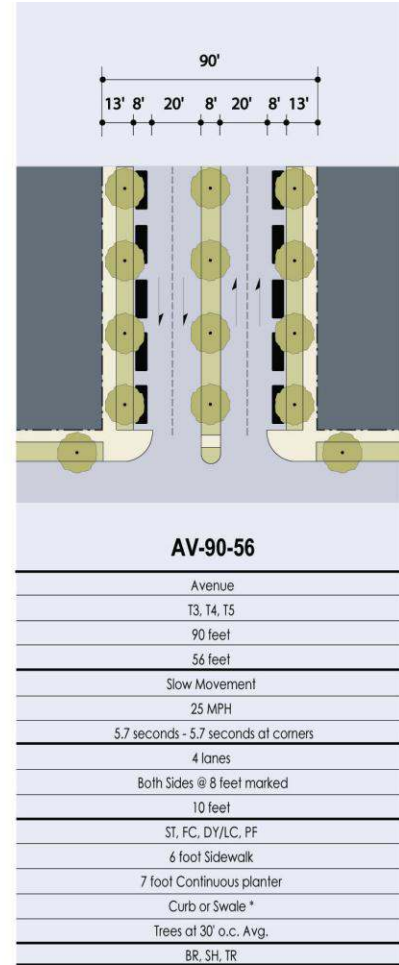 90'
13' 8' 20' 8' 20' 8' 13'
AV-90-56
Avenue
T3, T4, T5
90 feet
56 feet
Slow Movement
25 MPH
5.7 seconds - 5.7 seconds at corners
4 lanes
Both Sides @ 8 feet marked
10 feet
ST, FC, DY/LC, PF
6 foot Sidewalk
7 foot Continuous planter
Curb or Swale *
Trees at 30' o.c. Avg.
BR, SH, TR